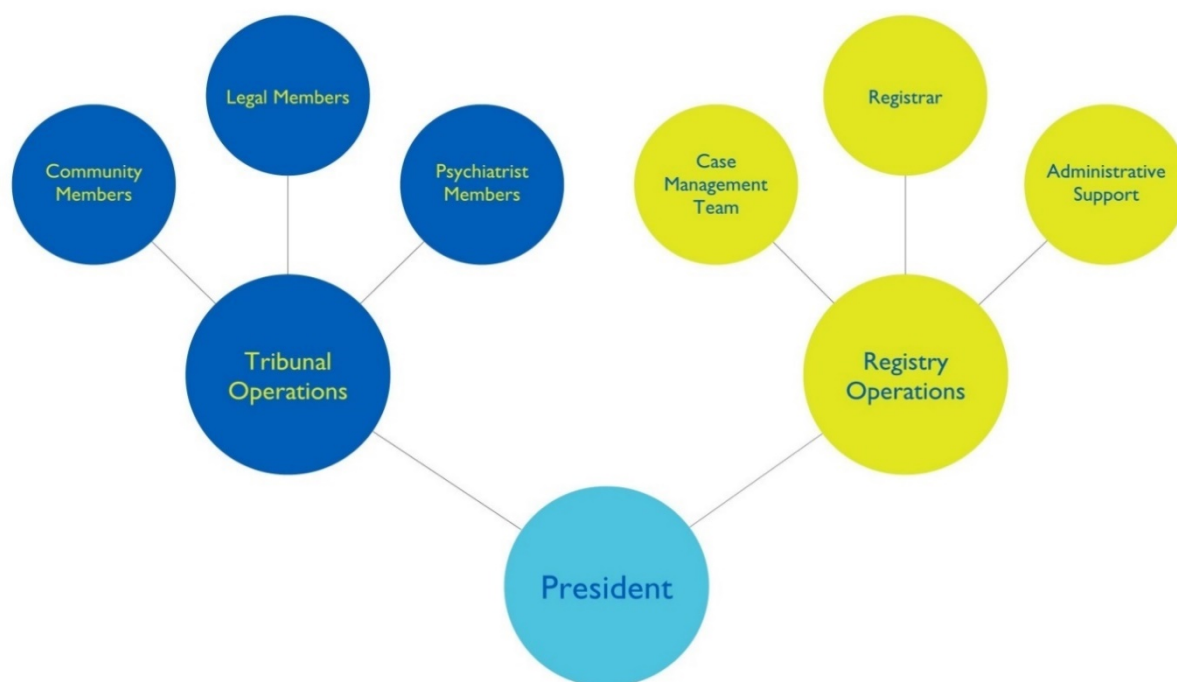 Legal Members
Community
Members
Psychiatrist
Members
Tribunal
Operations
Registrar
Case
Management
Team
Administrative
Support
Registry
Operations
President